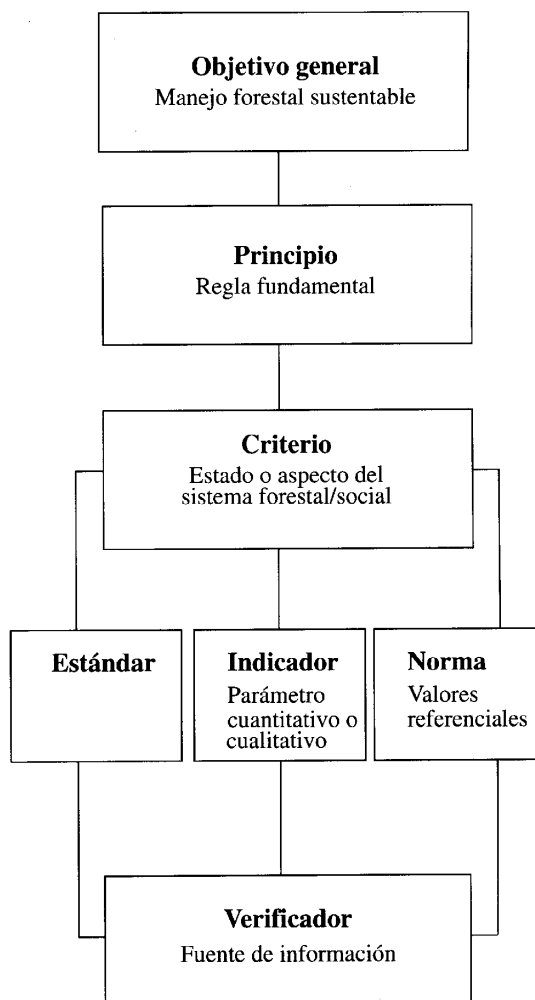 Objetivo general
Manejo forestal sustentable
Principio
Regla fundamental
Criterio
Estado o aspecto del
sistema forestal/social
Estándar
Indicador
Parámetro
cuantitativo o
cualitativo
Norma
Valores
referenciales
Verificador
Fuente de información